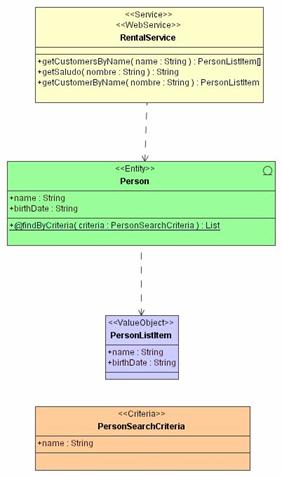 <<Service>>
<<WebService>>
RentalService
+getCustomersByName( name : String ) : PersonListItem[]
+getSaludo( nombre : String ) : String
+getCustomerByName( nombre : String ) : PersonListItem
<<Entity>>
Person
+name : String
+birthDate : String
+@findByCriteria( criteria : PersonSearchCriteria ) : List
<<ValueObject>>
PersonListItem
+name : String
+birthDate : String
<<Criteria>>
PersonSearchCriteria
+name : String